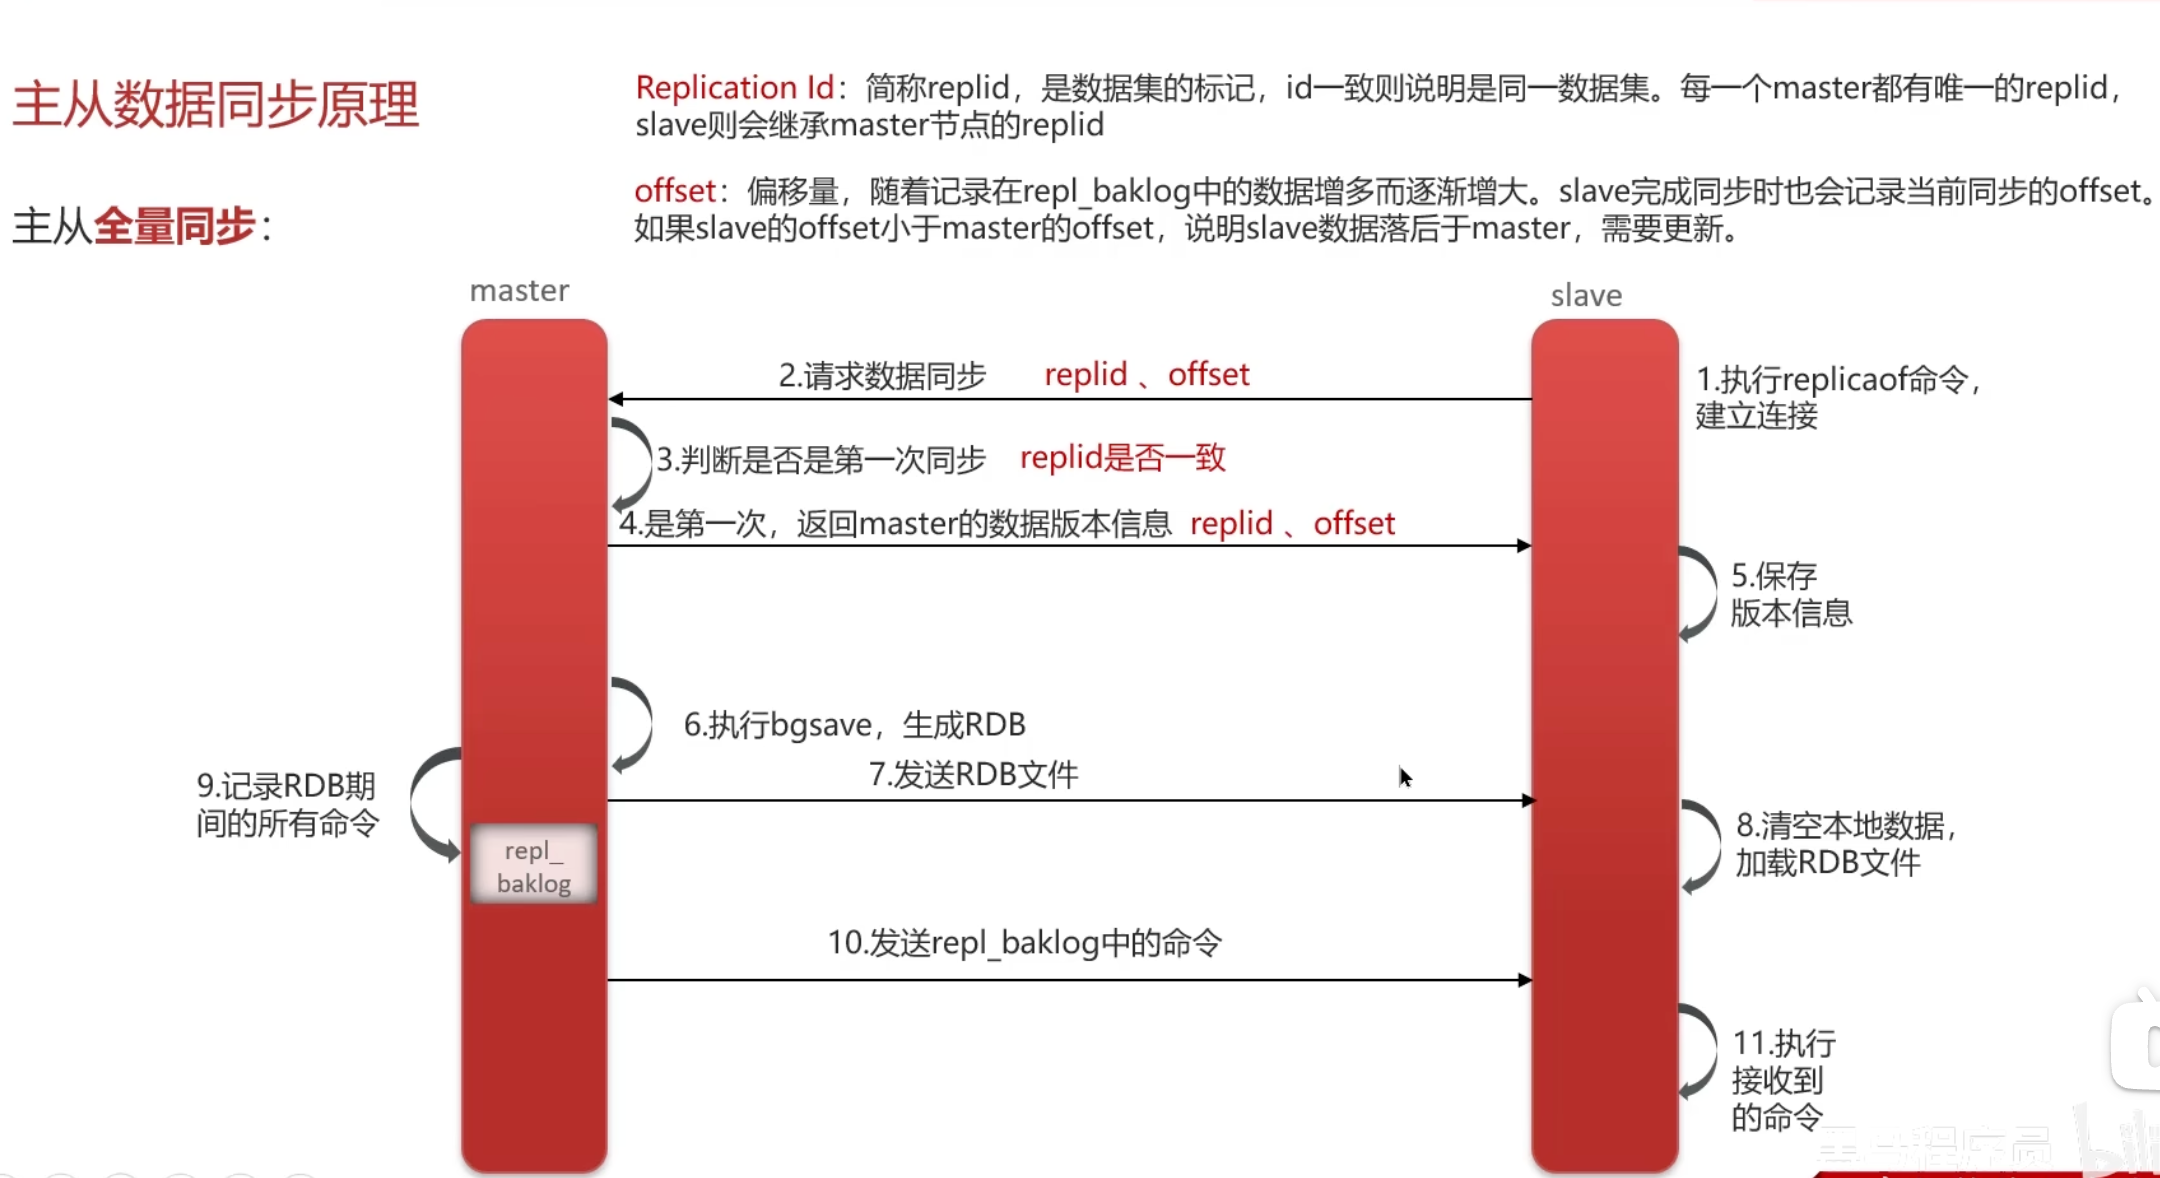 主从数据同步原理
Replication Id：简称replid，是数据集的标记，id一致则说明是同一数据集。每一个master都有唯一的replid，
slave则会继承master节点的replid
offset：偏移量，随着记录在repl_baklog中的数据增多而逐渐增大。slave完成同步时也会记录当前同步的offset。
如果slave的offset小于master的offset，说明slave数据落后于master，需要更新。
主从全量同步：
master
slave
1.执行replicaof命令，
建立连接
2.请求数据同步 replid 、offset
3.判断是否是第一次同步 replid是否一致
4.是第一次，返回master的数据版本信息 replid 、offset
5.保存
版本信息
6.执行bgsave，生成RDB
7.发送RDB文件
8.清空本地数据，
加载RDB文件
9.记录RDB期
间的所有命令
repl_
baklog
10.发送repl_baklog中的命令
11.执行
接收到
的命令
黑马程序员